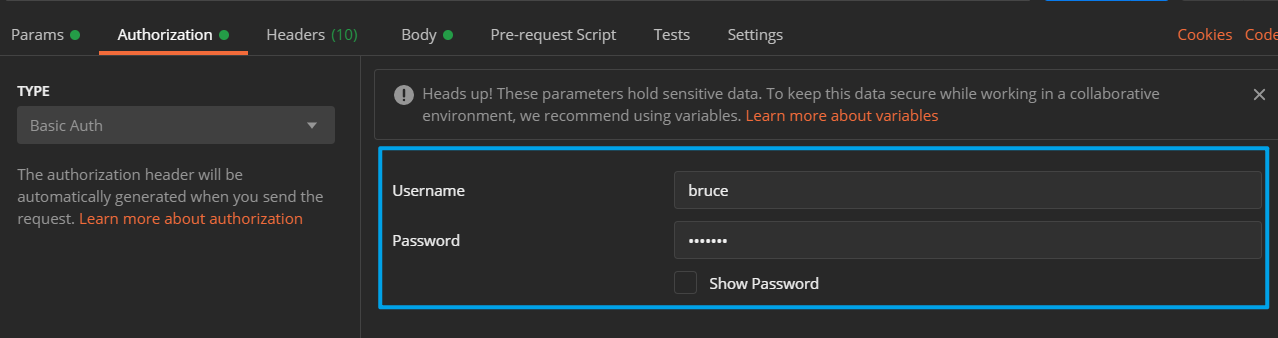 Params Authorization Headers (10) Body Pre-request Script Tests Settings Cookies Code
TYPE
Basic Auth
The authorization header will be
automatically generated when you send the
request. Learn more about authorization
Heads up! These parameters hold sensitive data. To keep this data secure while working in a collaborative
environment, we recommend using variables. Learn more about variables
Username bruce
Password •••••••
Show Password